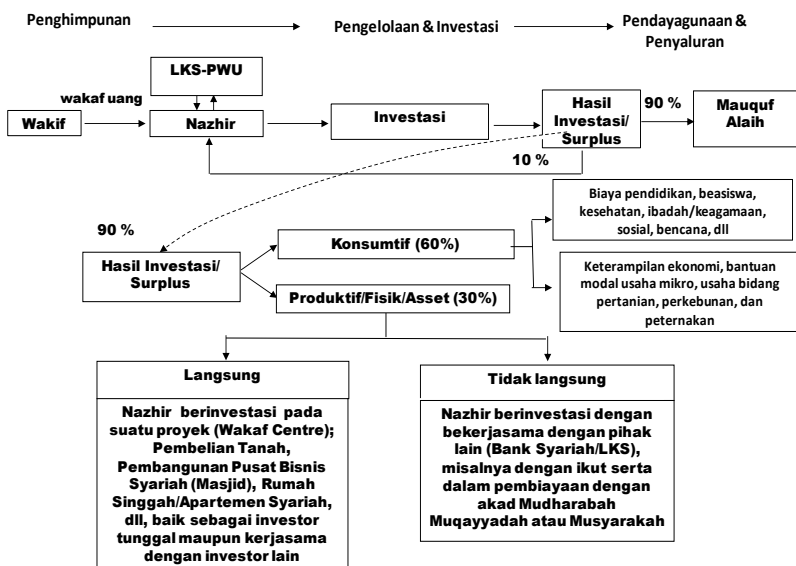 Penghimpunan
Pengelolaan & Investasi
Pendayagunaan &
Penyaluran
LKS-PWU
wakaf uang
Wakif
Nazhir
Investasi
Hasil
Investasi/
Surplus
90 %
Mauquf
Alaih
10 %
90 %
Hasil Investasi/
Surplus
Konsumtif (60%)
Produktif/Fisik/Asset (30%)
Biaya pendidikan, beasiswa,
kesehatan, ibadah/keagamaan,
sosial, bencana, dll
Keterampilan ekonomi, bantuan
modal usaha mikro, usaha bidang
pertanian, perkebunan, dan
peternakan
Langsung
Nazhir berinvestasi pada
suatu proyek (Wakaf Centre);
Pembelian Tanah,
Pembangunan Pusat Bisnis
Syariah (Masjid), Rumah
Singgah/Apartemen Syariah,
dll, baik sebagai investor
tunggal maupun kerjasama
dengan investor lain
Tidak langsung
Nazhir berinvestasi dengan
bekerjasama dengan pihak
lain (Bank Syariah/LKS),
misalnya dengan ikut serta
dalam pembiayaan dengan
akad Mudharabah
Muqayyadah atau Musyarakah